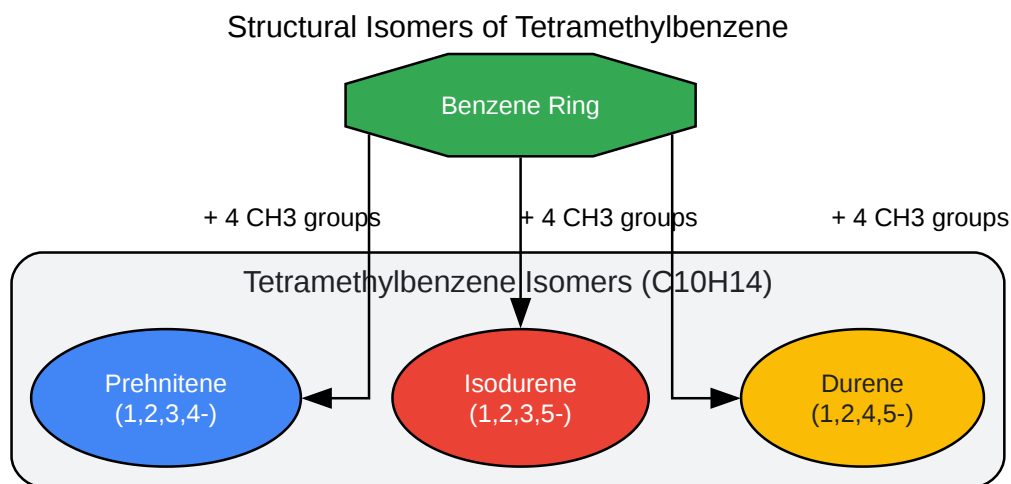 Structural Isomers of Tetramethylbenzene
Benzene Ring
+ 4 CH3 groups
+ 4 CH3 groups
+ 4 CH3 groups
Tetramethylbenzene Isomers (C10H14)
Prehnitene
(1,2,3,4-)
Isodurene
(1,2,3,5-)
Durene
(1,2,4,5-)